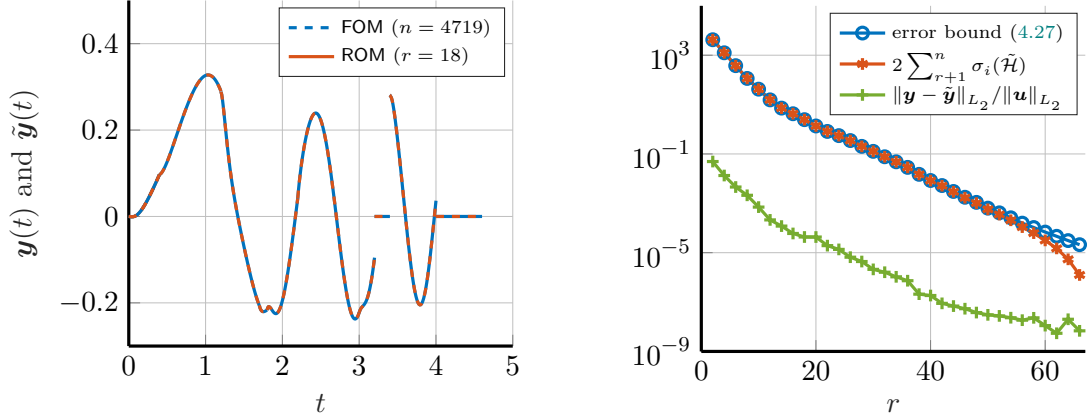 0.4
0.2
0
−0.2
0
1
2
3
4
5
t
y(t) and ỹ(t)
FOM (n = 4719)
ROM (r = 18)
10^3
10^−1
10^−5
10^−9
0
20
40
60
r
error bound (4.27)
2 ∑_{r+1}^{n} σ_i(H̃)
‖y − ỹ‖_{L_2}/‖u‖_{L_2}